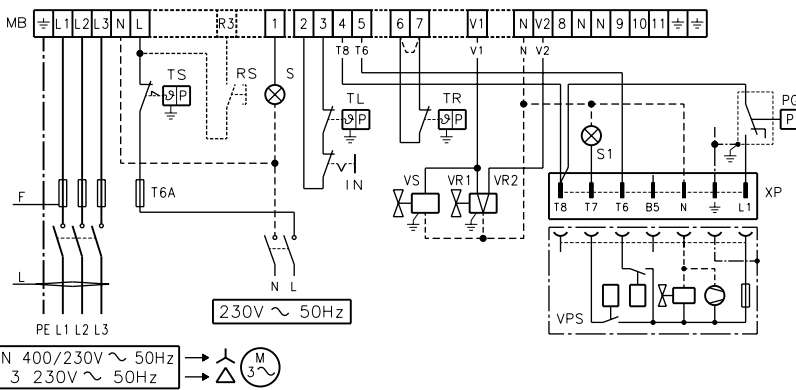 MB ⏚ L1 L2 L3 N L R3 1 2 3 4 5 6 7 V1 N V2 8 N N 9 10 11 ⏚ ⏚
T8 T6 V1 N V2
TS RS S TL TR PG
ϑ P ϑ P ϑ P P
S1
IN
VS VR1 VR2
T6A
F
XP
T8 T7 T6 B5 N ⏚ L1
L
N L
VPS
230V ~ 50Hz
PE L1 L2 L3
N 400/230V ~ 50Hz
3 230V ~ 50Hz
M
3~